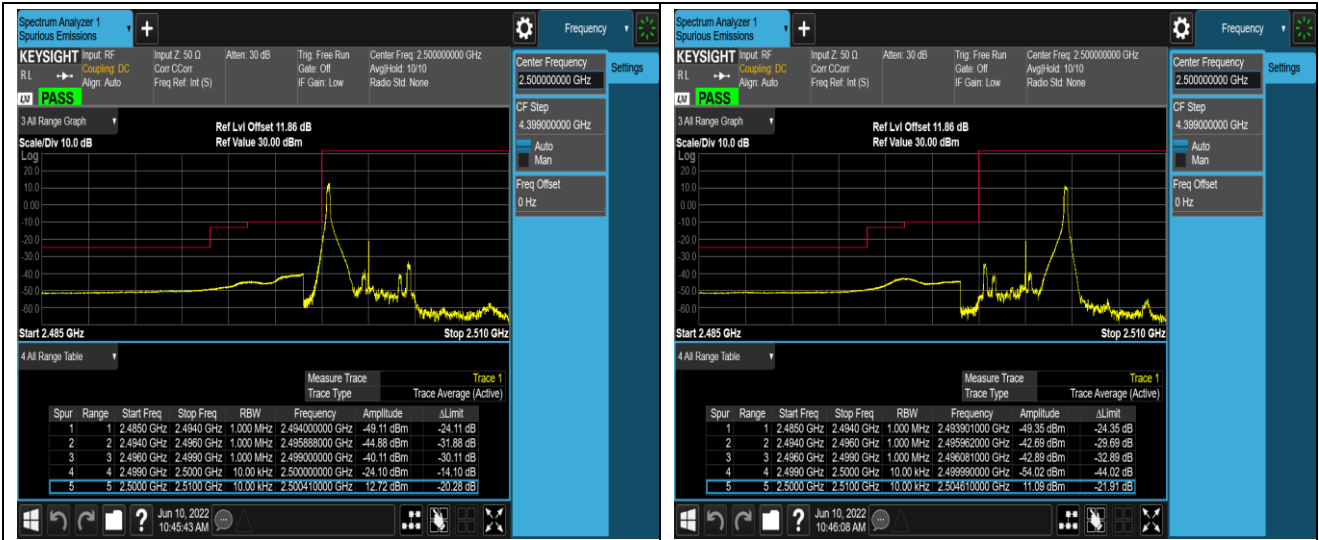 Spectrum Analyzer 1
Spurious Emissions
+
Frequency
KEYSIGHT Input: RF Input Z: 50 Ω Atten: 30 dB Trig: Free Run Center Freq: 2.500000000 GHz
R L Coupling: DC Corr CCorr Gate: Off Avg|Hold: 10/10
Align: Auto Freq Ref: Int (S) IF Gain: Low Radio Std: None
LXI PASS
Center Frequency
2.500000000 GHz
Settings
CF Step
4.399000000 GHz
Auto
Man
Freq Offset
0 Hz
3 All Range Graph
Ref Lvl Offset 11.86 dB
Scale/Div 10.0 dB Ref Value 30.00 dBm
Log
20.0
10.0
0.00
-10.0
-20.0
-30.0
-40.0
-50.0
-60.0
Start 2.485 GHz Stop 2.510 GHz
4 All Range Table
Measure Trace Trace 1
Trace Type Trace Average (Active)
Spur Range Start Freq Stop Freq RBW Frequency Amplitude ΔLimit
1 1 2.4850 GHz 2.4940 GHz 1.000 MHz 2.494000000 GHz -49.11 dBm -24.11 dB
2 2 2.4940 GHz 2.4960 GHz 1.000 MHz 2.495888000 GHz -44.88 dBm -31.88 dB
3 3 2.4960 GHz 2.4990 GHz 1.000 MHz 2.499000000 GHz -40.11 dBm -30.11 dB
4 4 2.4990 GHz 2.5000 GHz 10.00 kHz 2.500000000 GHz -24.10 dBm -14.10 dB
5 5 2.5000 GHz 2.5100 GHz 10.00 kHz 2.500410000 GHz 12.72 dBm -20.28 dB
?
Jun 10, 2022
10:45:43 AM
Spectrum Analyzer 1
Spurious Emissions
+
Frequency
KEYSIGHT Input: RF Input Z: 50 Ω Atten: 30 dB Trig: Free Run Center Freq: 2.500000000 GHz
R L Coupling: DC Corr CCorr Gate: Off Avg|Hold: 10/10
Align: Auto Freq Ref: Int (S) IF Gain: Low Radio Std: None
LXI PASS
Center Frequency
2.500000000 GHz
Settings
CF Step
4.399000000 GHz
Auto
Man
Freq Offset
0 Hz
3 All Range Graph
Ref Lvl Offset 11.86 dB
Scale/Div 10.0 dB Ref Value 30.00 dBm
Log
20.0
10.0
0.00
-10.0
-20.0
-30.0
-40.0
-50.0
-60.0
Start 2.485 GHz Stop 2.510 GHz
4 All Range Table
Measure Trace Trace 1
Trace Type Trace Average (Active)
Spur Range Start Freq Stop Freq RBW Frequency Amplitude ΔLimit
1 1 2.4850 GHz 2.4940 GHz 1.000 MHz 2.493901000 GHz -49.35 dBm -24.35 dB
2 2 2.4940 GHz 2.4960 GHz 1.000 MHz 2.495962000 GHz -42.69 dBm -29.69 dB
3 3 2.4960 GHz 2.4990 GHz 1.000 MHz 2.496081000 GHz -42.89 dBm -32.89 dB
4 4 2.4990 GHz 2.5000 GHz 10.00 kHz 2.499990000 GHz -54.02 dBm -44.02 dB
5 5 2.5000 GHz 2.5100 GHz 10.00 kHz 2.504610000 GHz 11.09 dBm -21.91 dB
?
Jun 10, 2022
10:46:08 AM